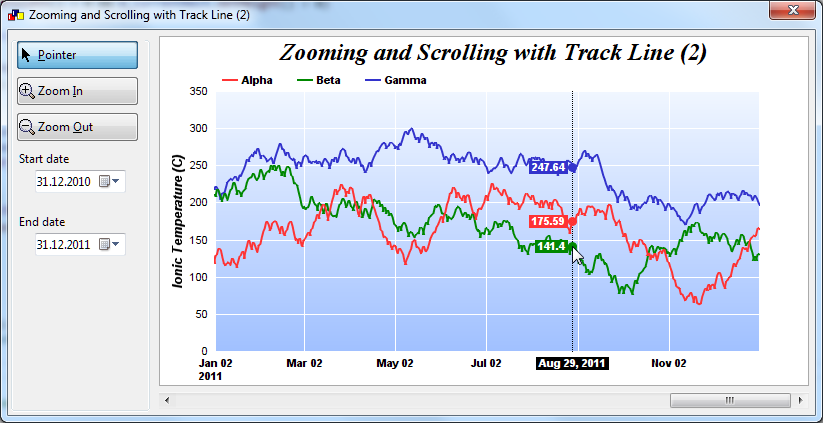 Zooming and Scrolling with Track Line (2)
Pointer
Zoom In
Zoom Out
Start date
31.12.2010
End date
31.12.2011
Zooming and Scrolling with Track Line (2)
Alpha Beta Gamma
Ionic Temperature (C)
350
300
250
200
150
100
50
0
247.64
175.59
141.4
Jan 02 Mar 02 May 02 Jul 02 Aug 29, 2011 Nov 02
2011